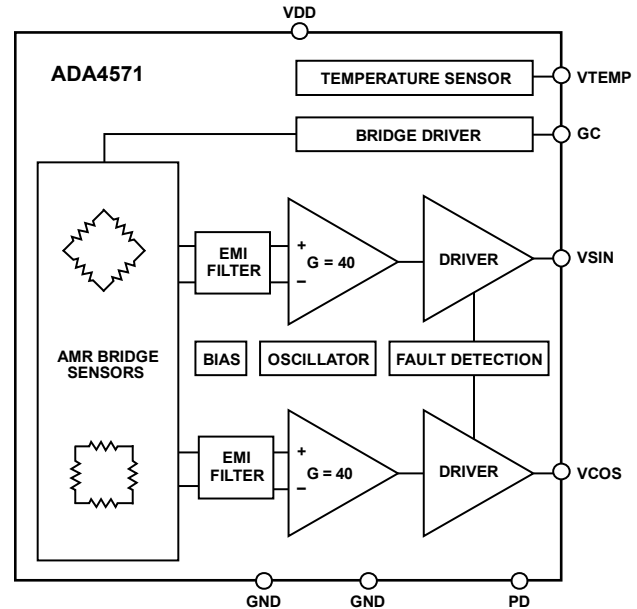 VDD
ADA4571
TEMPERATURE SENSOR
VTEMP
BRIDGE DRIVER
GC
EMI
FILTER
+
–
G = 40
DRIVER
VSIN
AMR BRIDGE
SENSORS
BIAS
OSCILLATOR
FAULT DETECTION
EMI
FILTER
+
–
G = 40
DRIVER
VCOS
GND
GND
PD